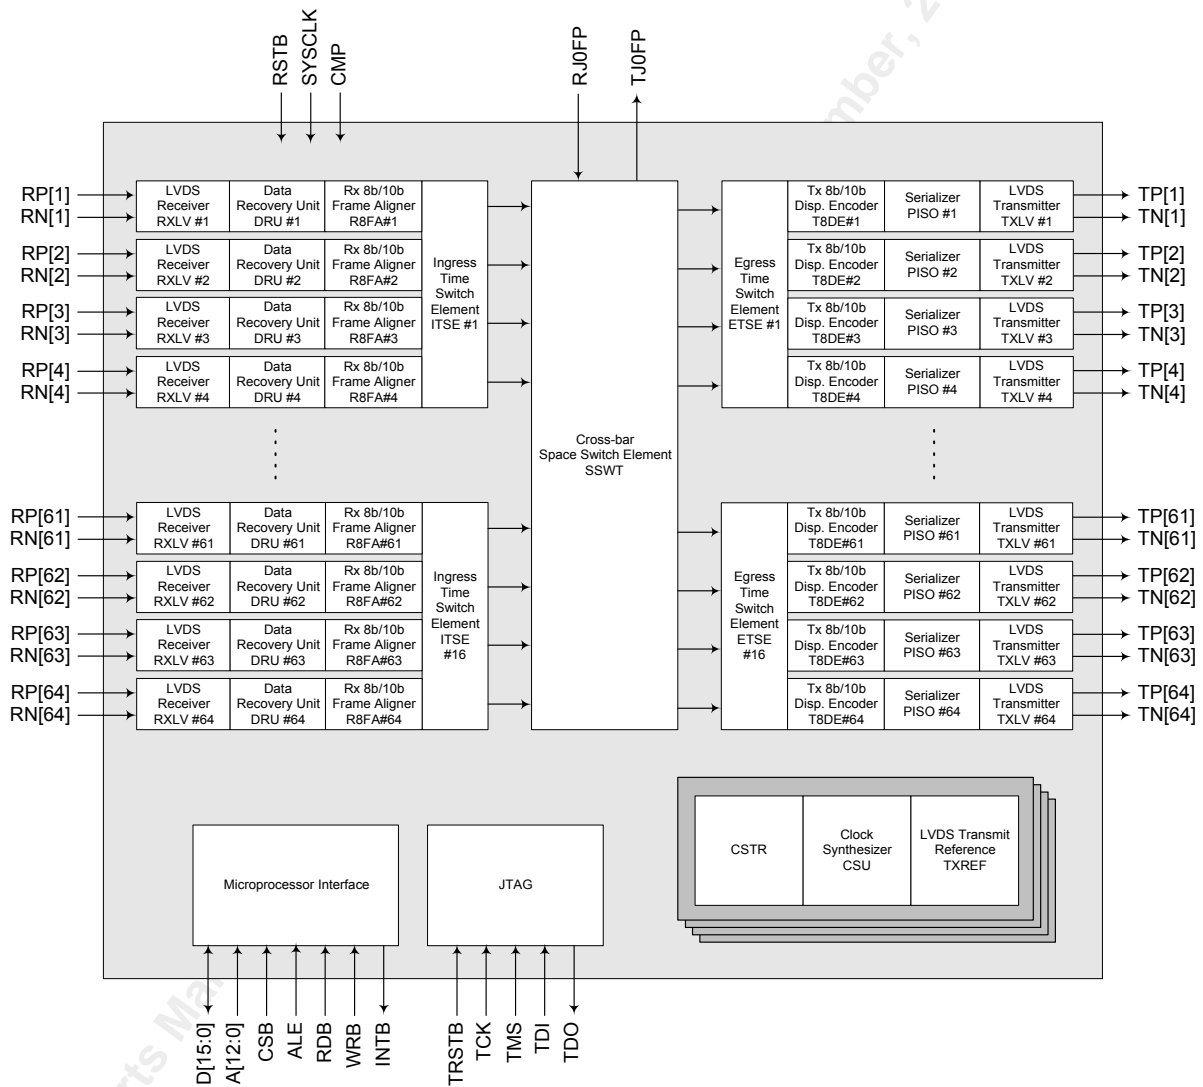 RSTB
SYSCLK
CMP
RJ0FP
TJ0FP
RP[1]
RN[1]
LVDS
Receiver
RXLV #1
Data
Recovery Unit
DRU #1
Rx 8b/10b
Frame Aligner
R8FA#1
RP[2]
RN[2]
LVDS
Receiver
RXLV #2
Data
Recovery Unit
DRU #2
Rx 8b/10b
Frame Aligner
R8FA#2
RP[3]
RN[3]
LVDS
Receiver
RXLV #3
Data
Recovery Unit
DRU #3
Rx 8b/10b
Frame Aligner
R8FA#3
RP[4]
RN[4]
LVDS
Receiver
RXLV #4
Data
Recovery Unit
DRU #4
Rx 8b/10b
Frame Aligner
R8FA#4
Ingress
Time
Switch
Element
ITSE #1
RP[61]
RN[61]
LVDS
Receiver
RXLV #61
Data
Recovery Unit
DRU #61
Rx 8b/10b
Frame Aligner
R8FA#61
RP[62]
RN[62]
LVDS
Receiver
RXLV #62
Data
Recovery Unit
DRU #62
Rx 8b/10b
Frame Aligner
R8FA#62
RP[63]
RN[63]
LVDS
Receiver
RXLV #63
Data
Recovery Unit
DRU #63
Rx 8b/10b
Frame Aligner
R8FA#63
RP[64]
RN[64]
LVDS
Receiver
RXLV #64
Data
Recovery Unit
DRU #64
Rx 8b/10b
Frame Aligner
R8FA#64
Ingress
Time
Switch
Element
ITSE
#16
Cross-bar
Space Switch Element
SSWT
Egress
Time
Switch
Element
ETSE #1
Tx 8b/10b
Disp. Encoder
T8DE#1
Serializer
PISO #1
LVDS
Transmitter
TXLV #1
TP[1]
TN[1]
Tx 8b/10b
Disp. Encoder
T8DE#2
Serializer
PISO #2
LVDS
Transmitter
TXLV #2
TP[2]
TN[2]
Tx 8b/10b
Disp. Encoder
T8DE#3
Serializer
PISO #3
LVDS
Transmitter
TXLV #3
TP[3]
TN[3]
Tx 8b/10b
Disp. Encoder
T8DE#4
Serializer
PISO #4
LVDS
Transmitter
TXLV #4
TP[4]
TN[4]
Egress
Time
Switch
Element
ETSE
#16
Tx 8b/10b
Disp. Encoder
T8DE#61
Serializer
PISO #61
LVDS
Transmitter
TXLV #61
TP[61]
TN[61]
Tx 8b/10b
Disp. Encoder
T8DE#62
Serializer
PISO #62
LVDS
Transmitter
TXLV #62
TP[62]
TN[62]
Tx 8b/10b
Disp. Encoder
T8DE#63
Serializer
PISO #63
LVDS
Transmitter
TXLV #63
TP[63]
TN[63]
Tx 8b/10b
Disp. Encoder
T8DE#64
Serializer
PISO #64
LVDS
Transmitter
TXLV #64
TP[64]
TN[64]
Microprocessor Interface
JTAG
CSTR
Clock
Synthesizer
CSU
LVDS Transmit
Reference
TXREF
D[15:0]
A[12:0]
CSB
ALE
RDB
WRB
INTB
TRSTB
TCK
TMS
TDI
TDO